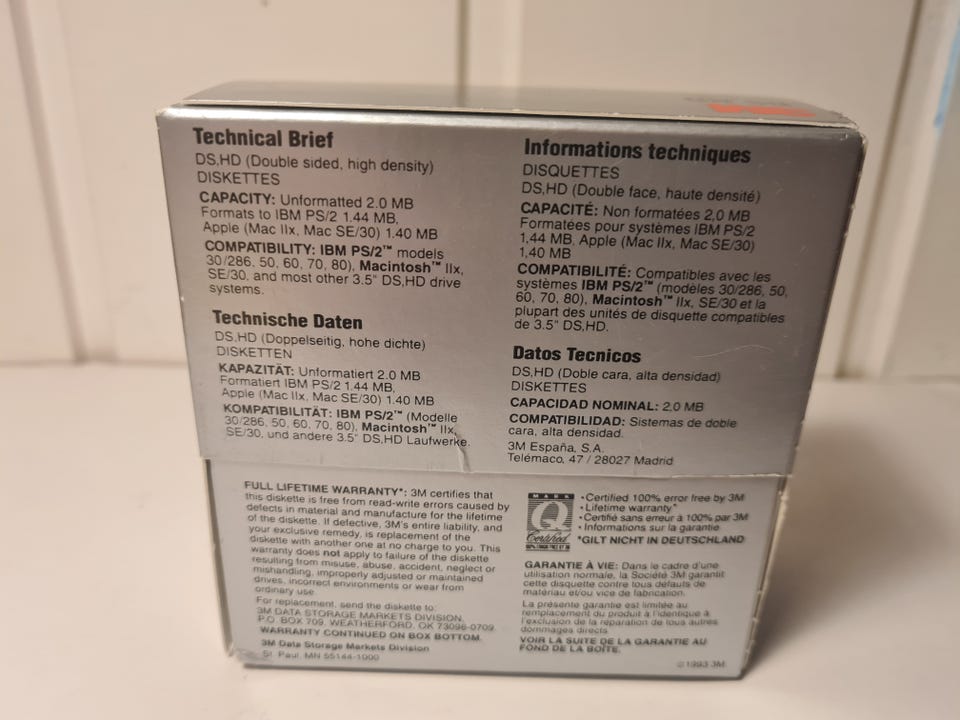 Technical Brief
DS,HD (Double sided, high density)
DISKETTES
CAPACITY: Unformatted 2.0 MB
Formats to IBM PS/2 1.44 MB,
Apple (Mac IIx, Mac SE/30) 1.40 MB
COMPATIBILITY: IBM PS/2™ models
30/286, 50, 60, 70, 80), Macintosh™ IIx,
SE/30, and most other 3.5" DS,HD drive
systems.
Technische Daten
DS,HD (Doppelseitig, hohe dichte)
DISKETTEN
KAPAZITÄT: Unformatiert 2.0 MB
Formatiert IBM PS/2 1.44 MB,
Apple (Mac IIx, Mac SE/30) 1.40 MB
KOMPATIBILITÄT: IBM PS/2™ (Modelle
30/286, 50, 60, 70, 80), Macintosh™ IIx,
SE/30, und andere 3.5" DS,HD Laufwerke.
Informations techniques
DISQUETTES
DS,HD (Double face, haute densité)
CAPACITÉ: Non formatées 2,0 MB
Formatées pour systèmes IBM PS/2
1,44 MB, Apple (Mac IIx, Mac SE/30)
1,40 MB
COMPATIBILITÉ: Compatibles avec les
systèmes IBM PS/2™ (modèles 30/286, 50,
60, 70, 80), Macintosh™ IIx, SE/30 et la
plupart des unités de disquette compatibles
de 3.5" DS,HD.
Datos Tecnicos
DS,HD (Doble cara, alta densidad)
DISKETTES
CAPACIDAD NOMINAL: 2,0 MB
COMPATIBILIDAD: Sistemas de doble
cara, alta densidad.
3M España, S.A.
Telémaco, 47 / 28027 Madrid
FULL LIFETIME WARRANTY*: 3M certifies that
this diskette is free from read-write errors caused by
defects in material and manufacture for the lifetime
of the diskette. If defective, 3M's entire liability, and
your exclusive remedy, is replacement of the
diskette with another one at no charge to you. This
warranty does not apply to failure of the diskette
resulting from misuse, abuse, accident, neglect or
mishandling, improperly adjusted or maintained
drives, incorrect environments or wear from
ordinary use.
For replacement, send the diskette to:
3M DATA STORAGE MARKETS DIVISION,
P.O. BOX 709, WEATHERFORD, OK 73096-0709.
WARRANTY CONTINUED ON BOX BOTTOM.
3M Data Storage Markets Division
St. Paul, MN 55144-1000
MARK
Q
Certified
• Certified 100% error free by 3M
• Lifetime warranty*
• Certifié sans erreur à 100% par 3M
• Informations sur la garantie
*GILT NICHT IN DEUTSCHLAND
GARANTIE À VIE: Dans le cadre d'une
utilisation normale, la Société 3M garantit
cette disquette contre tous défauts de
matériau et/ou vice de fabrication.
La présente garantie est limitée au
remplacement du produit à l'identique à
l'exclusion de la réparation de tous autres
dommages directs
VOIR LA SUITE DE LA GARANTIE AU
FOND DE LA BOÎTE.
©1993 3M